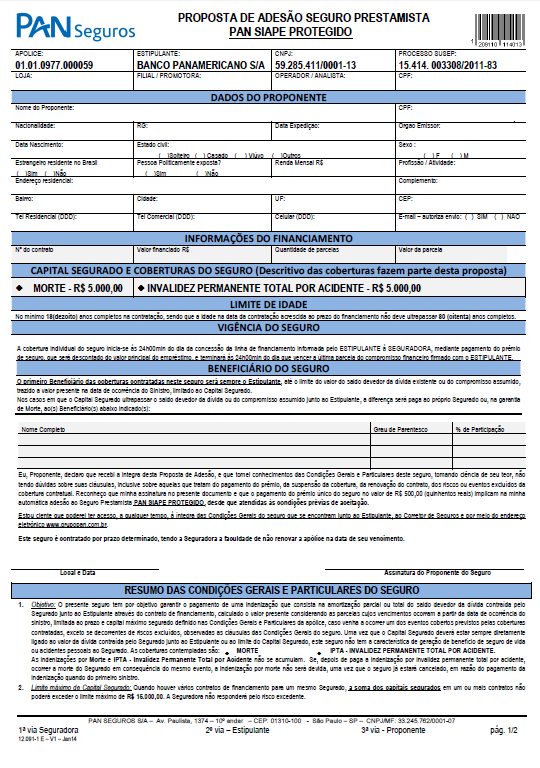 PAN Seguros
PROPOSTA DE ADESÃO SEGURO PRESTAMISTA
PAN SIAPE PROTEGIDO
1 209110 114013
APOLICE: ESTIPULANTE: CNPJ: PROCESSO SUSEP:
01.01.0977.000059 BANCO PANAMERICANO S/A 59.285.411/0001-13 15.414. 003308/2011-83
LOJA: FILIAL / PROMOTORA: OPERADOR / ANALISTA: CPF:
DADOS DO PROPONENTE
Nome do Proponente: CPF:
Nacionalidade: RG: Data Expedição: Órgão Emissor:
Data Nascimento: Estado civil: Sexo :
( )Solteiro ( ) Casado ( ) Viúvo ( )Outros ( ) F ( ) M
Estrangeiro residente no Brasil Pessoa Politicamente exposta? Renda Mensal R$ Profissão / Atividade:
( )Sim ( )Não ( )Sim ( )Não
Endereço residencial: Complemento:
Bairro: Cidade: UF: CEP:
Tel Residencial (DDD): Tel Comercial (DDD): Celular (DDD): E-mail – autoriza envio: ( ) SIM ( ) NÃO
INFORMAÇÕES DO FINANCIAMENTO
Nº do contrato Valor financiado R$ Quantidade de parcelas Valor da parcela
CAPITAL SEGURADO E COBERTURAS DO SEGURO (Descritivo das coberturas fazem parte desta proposta)
❖ MORTE - R$ 5.000,00 ❖ INVALIDEZ PERMANENTE TOTAL POR ACIDENTE - R$ 5.000,00
LIMITE DE IDADE
No mínimo 18(dezoito) anos completos na contratação, sendo que a idade na data da contratação acrescida ao prazo do financiamento não deve ultrapassar 80 (oitenta) anos completos.
VIGÊNCIA DO SEGURO
A cobertura individual do seguro inicia-se às 24h00min do dia da concessão da linha de financiamento informada pelo ESTIPULANTE à SEGURADORA, mediante pagamento do prêmio
de seguro, que será descontado do valor principal do empréstimo, e terminará às 24h00min do dia que vencer a última parcela do compromisso financeiro firmado com o ESTIPULANTE.
BENEFICIÁRIO DO SEGURO
O primeiro Beneficiário das coberturas contratadas neste seguro será sempre o Estipulante, até o limite do valor do saldo devedor da dívida existente ou do compromisso assumido,
trazido a valor presente na data de ocorrência do Sinistro, limitado ao Capital Segurado.
Nos casos em que o Capital Segurado ultrapassar o saldo devedor da dívida ou do compromisso assumido junto ao Estipulante, a diferença será paga ao próprio Segurado ou, na garantia
de Morte, ao(s) Beneficiário(s) abaixo indicado(s):
Nome Completo Grau de Parentesco % de Participação
Eu, Proponente, declaro que recebi a íntegra desta Proposta de Adesão, e que tomei conhecimentos das Condições Gerais e Particulares deste seguro, tomando ciência de seu teor, não
tendo dúvidas sobre suas cláusulas, inclusive sobre aquelas que tratam do pagamento do prêmio, da suspensão da cobertura, da renovação do contrato, dos riscos ou eventos excluídos da
cobertura contratual. Reconheço que minha assinatura no presente documento e que o pagamento do prêmio único do seguro no valor de R$ 500,00 (quinhentos reais) implicam na minha
automática adesão ao Seguro Prestamista PAN SIAPE PROTEGIDO, desde que atendidas às condições prévias de aceitação.
Estou ciente que poderei ter acesso, a qualquer tempo, à íntegra das Condições Gerais do seguro que se encontram junto ao Estipulante, ao Corretor de Seguros e por meio do endereço
eletrônico www.grupopan.com.br.
Este seguro é contratado por prazo determinado, tendo a Seguradora a faculdade de não renovar a apólice na data de seu vencimento.
Local e Data Assinatura do Proponente do Seguro
RESUMO DAS CONDIÇÕES GERAIS E PARTICULARES DO SEGURO
1. Objetivo: O presente seguro tem por objetivo garantir o pagamento de uma indenização que consista na amortização parcial ou total do saldo devedor da dívida contraída pelo
Segurado junto ao Estipulante através do contrato de financiamento, calculado o valor presente considerando as parcelas cujos vencimentos ocorram a partir da data de ocorrência do
sinistro, limitado ao prazo e capital máximo segurado definido nas Condições Gerais e Particulares da apólice, caso venha a ocorrer um dos eventos cobertos previstos pelas coberturas
contratadas, exceto se decorrentes de riscos excluídos, observadas as cláusulas das Condições Gerais do seguro. Uma vez que o Capital Segurado deverá estar sempre diretamente
ligado ao valor da dívida contraída pelo Segurado junto ao Estipulante ou ao limite do Capital Segurado, este seguro não tem a característica de geração de benefício de seguro de vida
ou acidentes pessoais ao Segurado. As coberturas contempladas são: ⬥ MORTE ⬥ IPTA - INVALIDEZ PERMANENTE TOTAL POR ACIDENTE.
As indenizações por Morte e IPTA - Invalidez Permanente Total por Acidente não se acumulam. Se, depois de paga a indenização por invalidez permanente total por acidente,
ocorrer a morte do Segurado em consequência do mesmo evento, a indenização por morte não será devida, uma vez que o seguro já estará cancelado, em razão do pagamento da
indenização quando do primeiro sinistro.
2. Limite máximo de Capital Segurado: Quando houver vários contratos de financiamento para um mesmo Segurado, a soma dos capitais segurados em um ou mais contratos não
poderá exceder o limite máximo de R$ 16.000,00. A Seguradora não responderá pelo risco excedente.
PAN SEGUROS S/A – Av. Paulista, 1374 – 10º andar - CEP: 01310-100 - São Paulo – SP – CNPJ/MF: 33.245.762/0001-07
1ª via Seguradora 2ª via – Estipulante 3ª via - Proponente pág. 1/2
12.091-1 E – V1 – Jan14